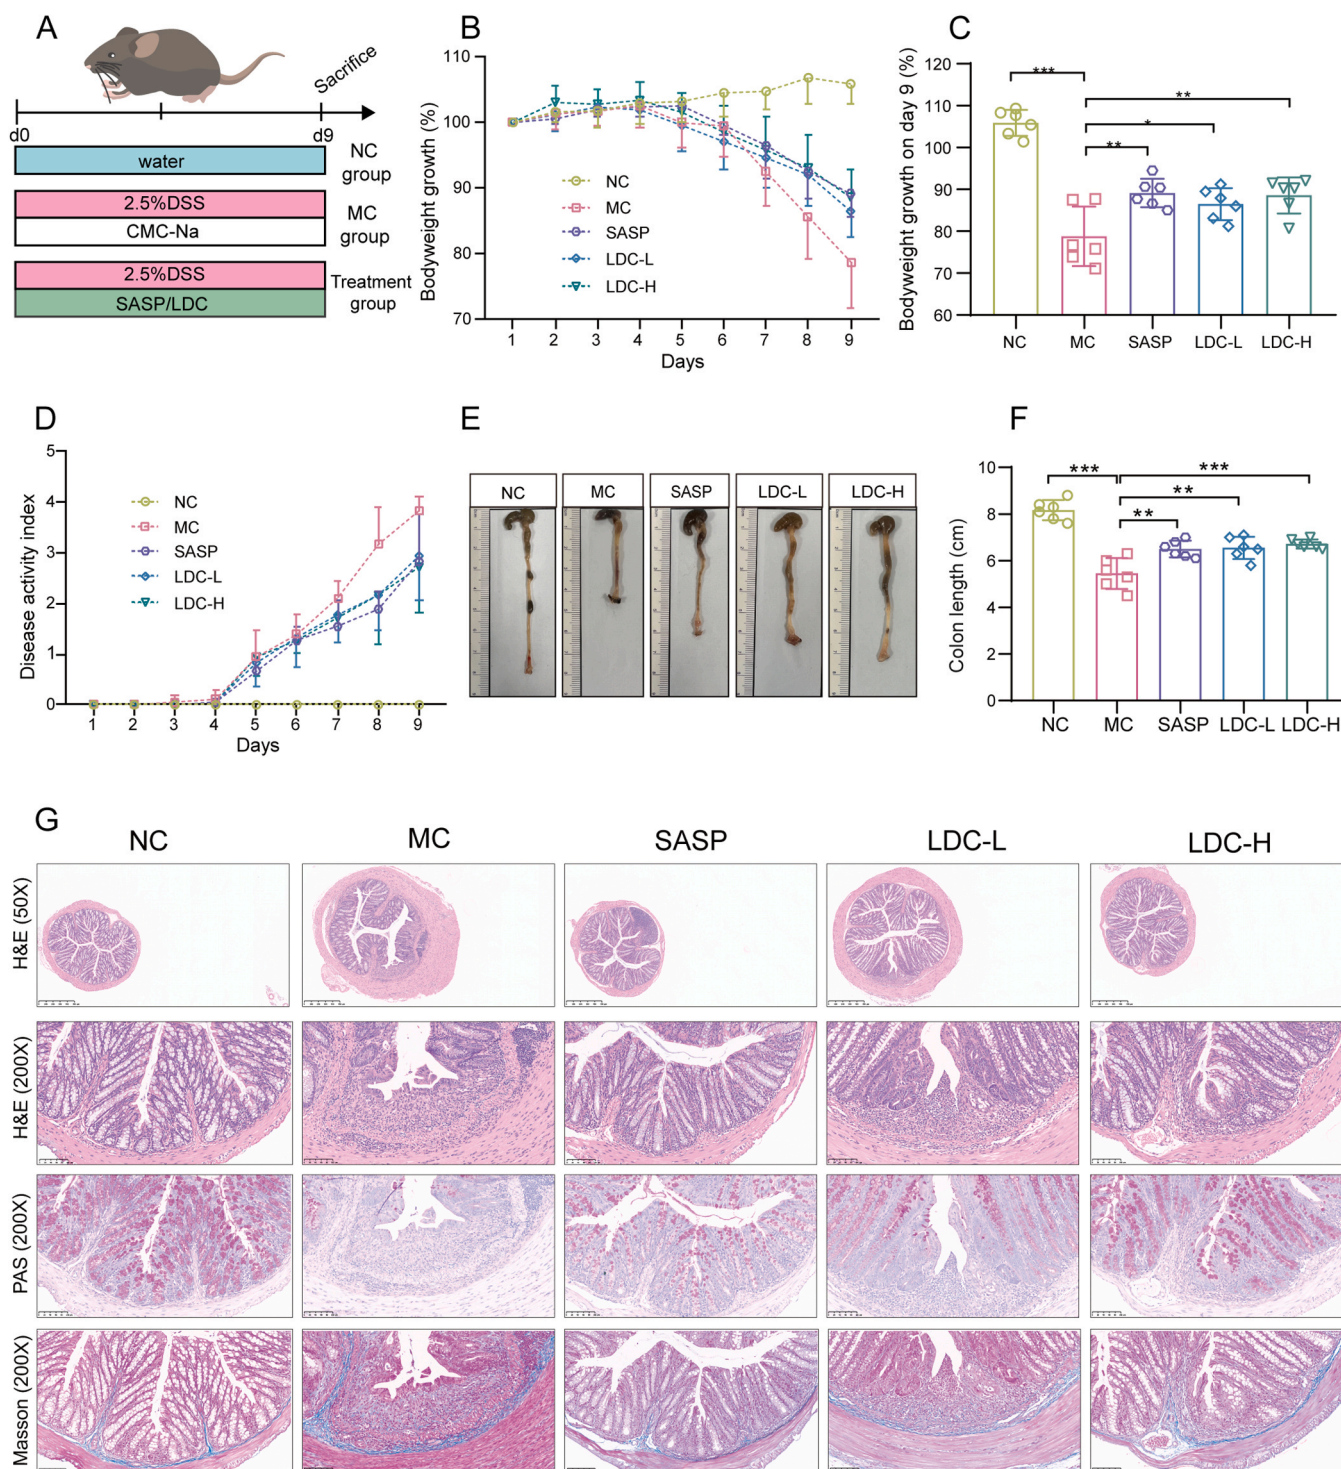 A
Sacrifice
d0
d9
water
NC
group
2.5%DSS
CMC-Na
MC
group
2.5%DSS
SASP/LDC
Treatment
group
B
Bodyweight growth (%)
110
100
90
80
70
NC
MC
SASP
LDC-L
LDC-H
1 2 3 4 5 6 7 8 9
Days
C
Bodyweight growth on day 9 (%)
120
110
100
90
80
70
60
***
**
*
**
NC MC SASP LDC-L LDC-H
D
Disease activity index
5
4
3
2
1
0
NC
MC
SASP
LDC-L
LDC-H
1 2 3 4 5 6 7 8 9
Days
E
NC MC SASP LDC-L LDC-H
F
Colon length (cm)
10
8
6
4
2
0
*** ***
**
**
NC MC SASP LDC-L LDC-H
G
NC MC SASP LDC-L LDC-H
H&E (50X)
H&E (200X)
PAS (200X)
Masson (200X)